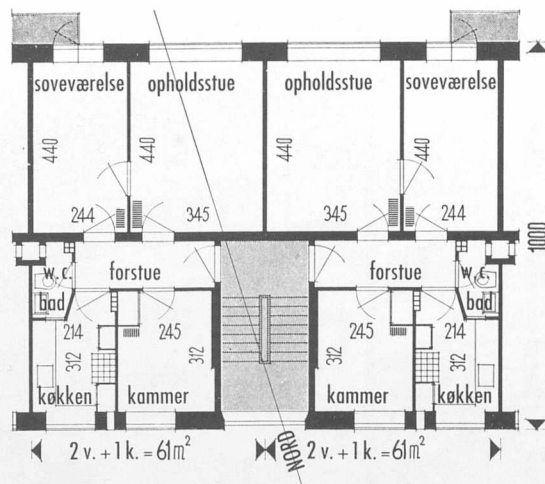 soveværelse opholdsstue opholdsstue soveværelse
440 440 440 440
244 345 345 244
1000
w.c. forstue forstue w.c.
bad bad
214 245 245 214
312 312 312 312
køkken kammer kammer køkken
NORD
2 v. + 1 k. = 61 m² 2 v. + 1 k. = 61 m²